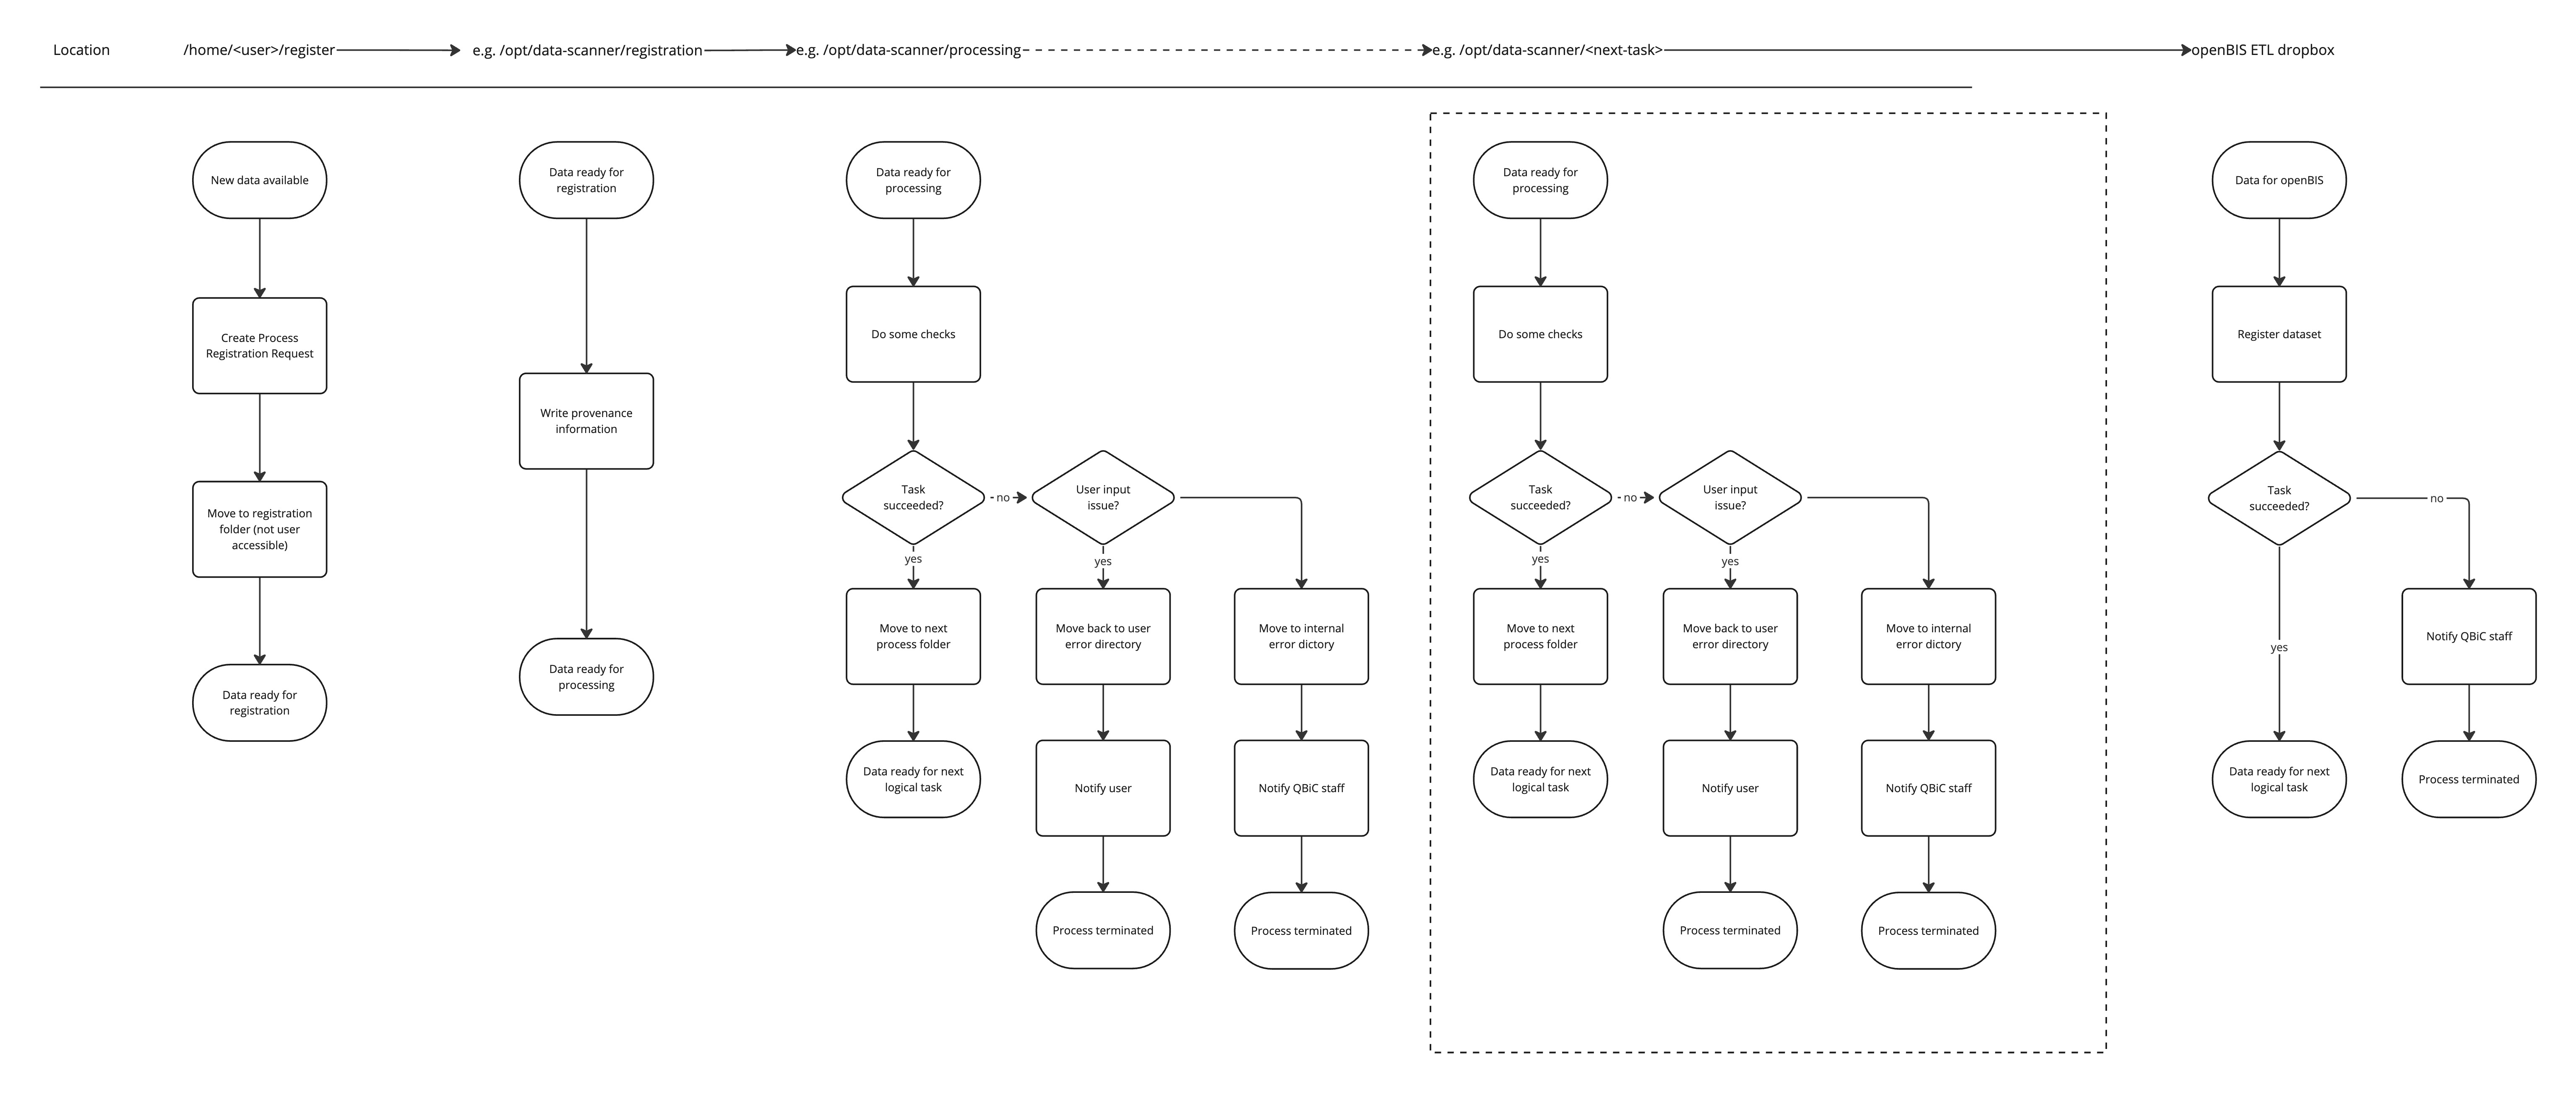 Location
/home/<user>/register
e.g. /opt/data-scanner/registration
e.g. /opt/data-scanner/processing
e.g. /opt/data-scanner/<next-task>
openBIS ETL dropbox
New data available
Create Process
Registration Request
Move to registration
folder (not user
accessible)
Data ready for
registration
Data ready for
registration
Write provenance
information
Data ready for
processing
Data ready for
processing
Do some checks
Task
succeeded?
no
User input
issue?
yes
yes
Move to next
process folder
Move back to user
error directory
Move to internal
error dictory
Data ready for next
logical task
Notify user
Notify QBiC staff
Process terminated
Process terminated
Data ready for
processing
Do some checks
Task
succeeded?
no
User input
issue?
yes
yes
Move to next
process folder
Move back to user
error directory
Move to internal
error dictory
Data ready for next
logical task
Notify user
Notify QBiC staff
Process terminated
Process terminated
Data for openBIS
Register dataset
Task
succeeded?
no
yes
Notify QBiC staff
Data ready for next
logical task
Process terminated